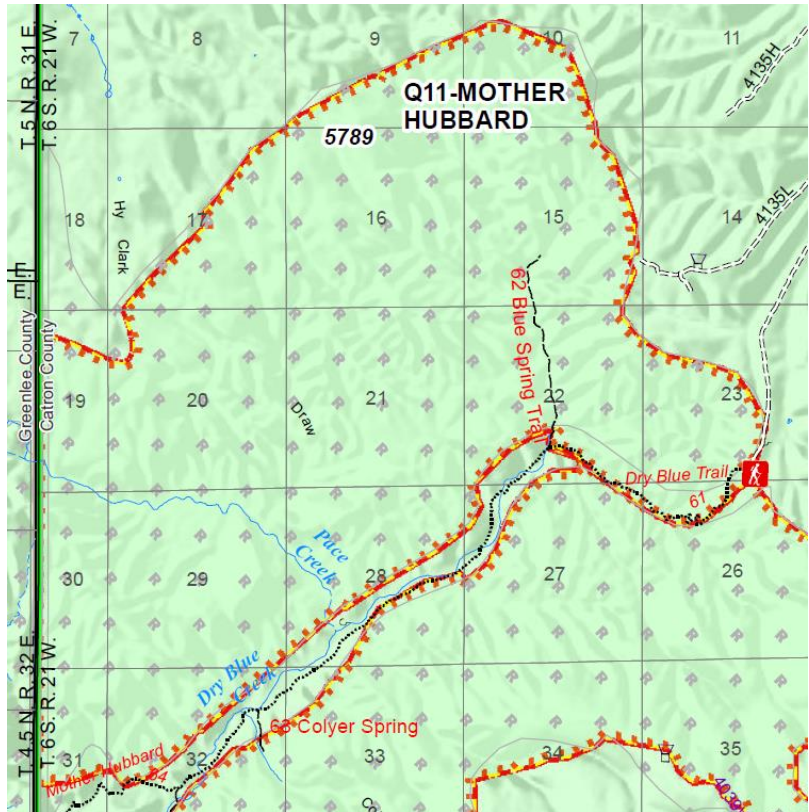 7
8
9
10
11
4135H
T. 5 N. R. 31 E.
T. 6 S. R. 21 W.
Q11-MOTHER
HUBBARD
5789
18
Hy Clark
17
16
15
14
4135L
Greenlee County
Catron County
62 Blue Spring Trail
19
20
21
22
23
Draw
Dry Blue Trail
61
Pace
Creek
30
29
28
27
26
T. 4.5 N. R. 32 E.
T. 6 S. R. 21 W.
Dry Blue
Creek
63 Colyer Spring
Mother Hubbard
31
32
33
34
35